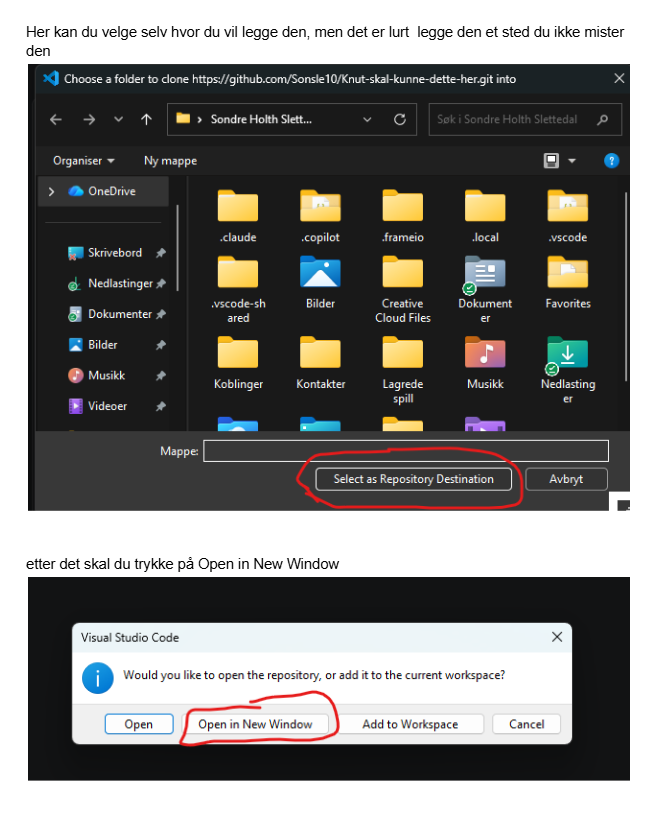 Her kan du velge selv hvor du vil legge den, men det er lurt  legge den et sted du ikke mister
den
Choose a folder to clone https://github.com/Sonsle10/Knut-skal-kunne-dette-her.git into
Sondre Holth Slett...
Søk i Sondre Holth Slettedal
Organiser
Ny mappe
OneDrive
Skrivebord
Nedlastinger
Dokumenter
Bilder
Musikk
Videoer
.claude
.copilot
.frameio
.local
.vscode
.vscode-sh
ared
Bilder
Creative
Cloud Files
Dokument
er
Favorites
Koblinger
Kontakter
Lagrede
spill
Musikk
Nedlasting
er
Mappe:
Select as Repository Destination
Avbryt
etter det skal du trykke på Open in New Window
Visual Studio Code
Would you like to open the repository, or add it to the current workspace?
Open
Open in New Window
Add to Workspace
Cancel